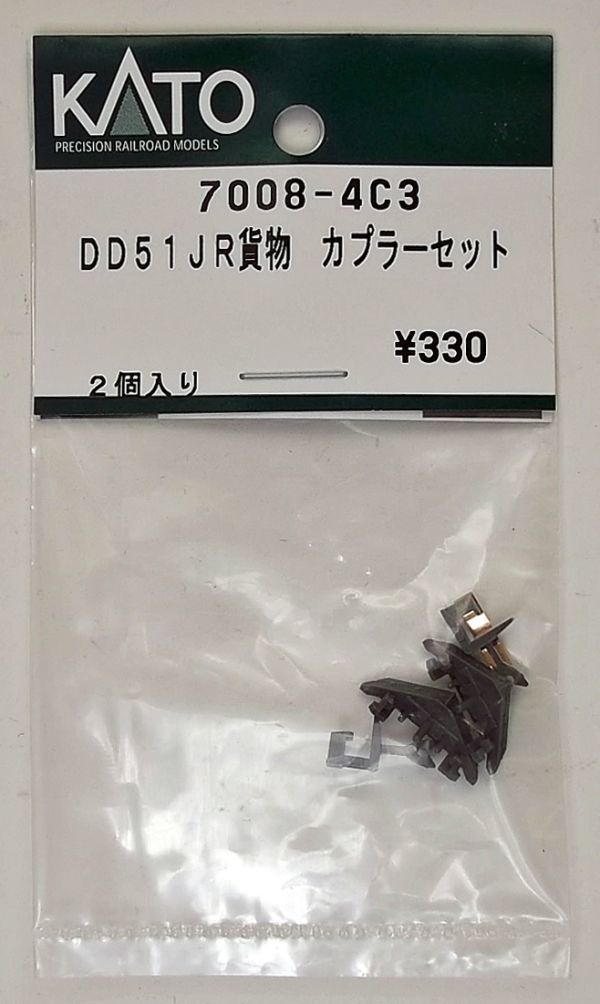 KATO
PRECISION RAILROAD MODELS
7008-4C3
DD51JR貨物 カプラーセット
¥330
2個入り